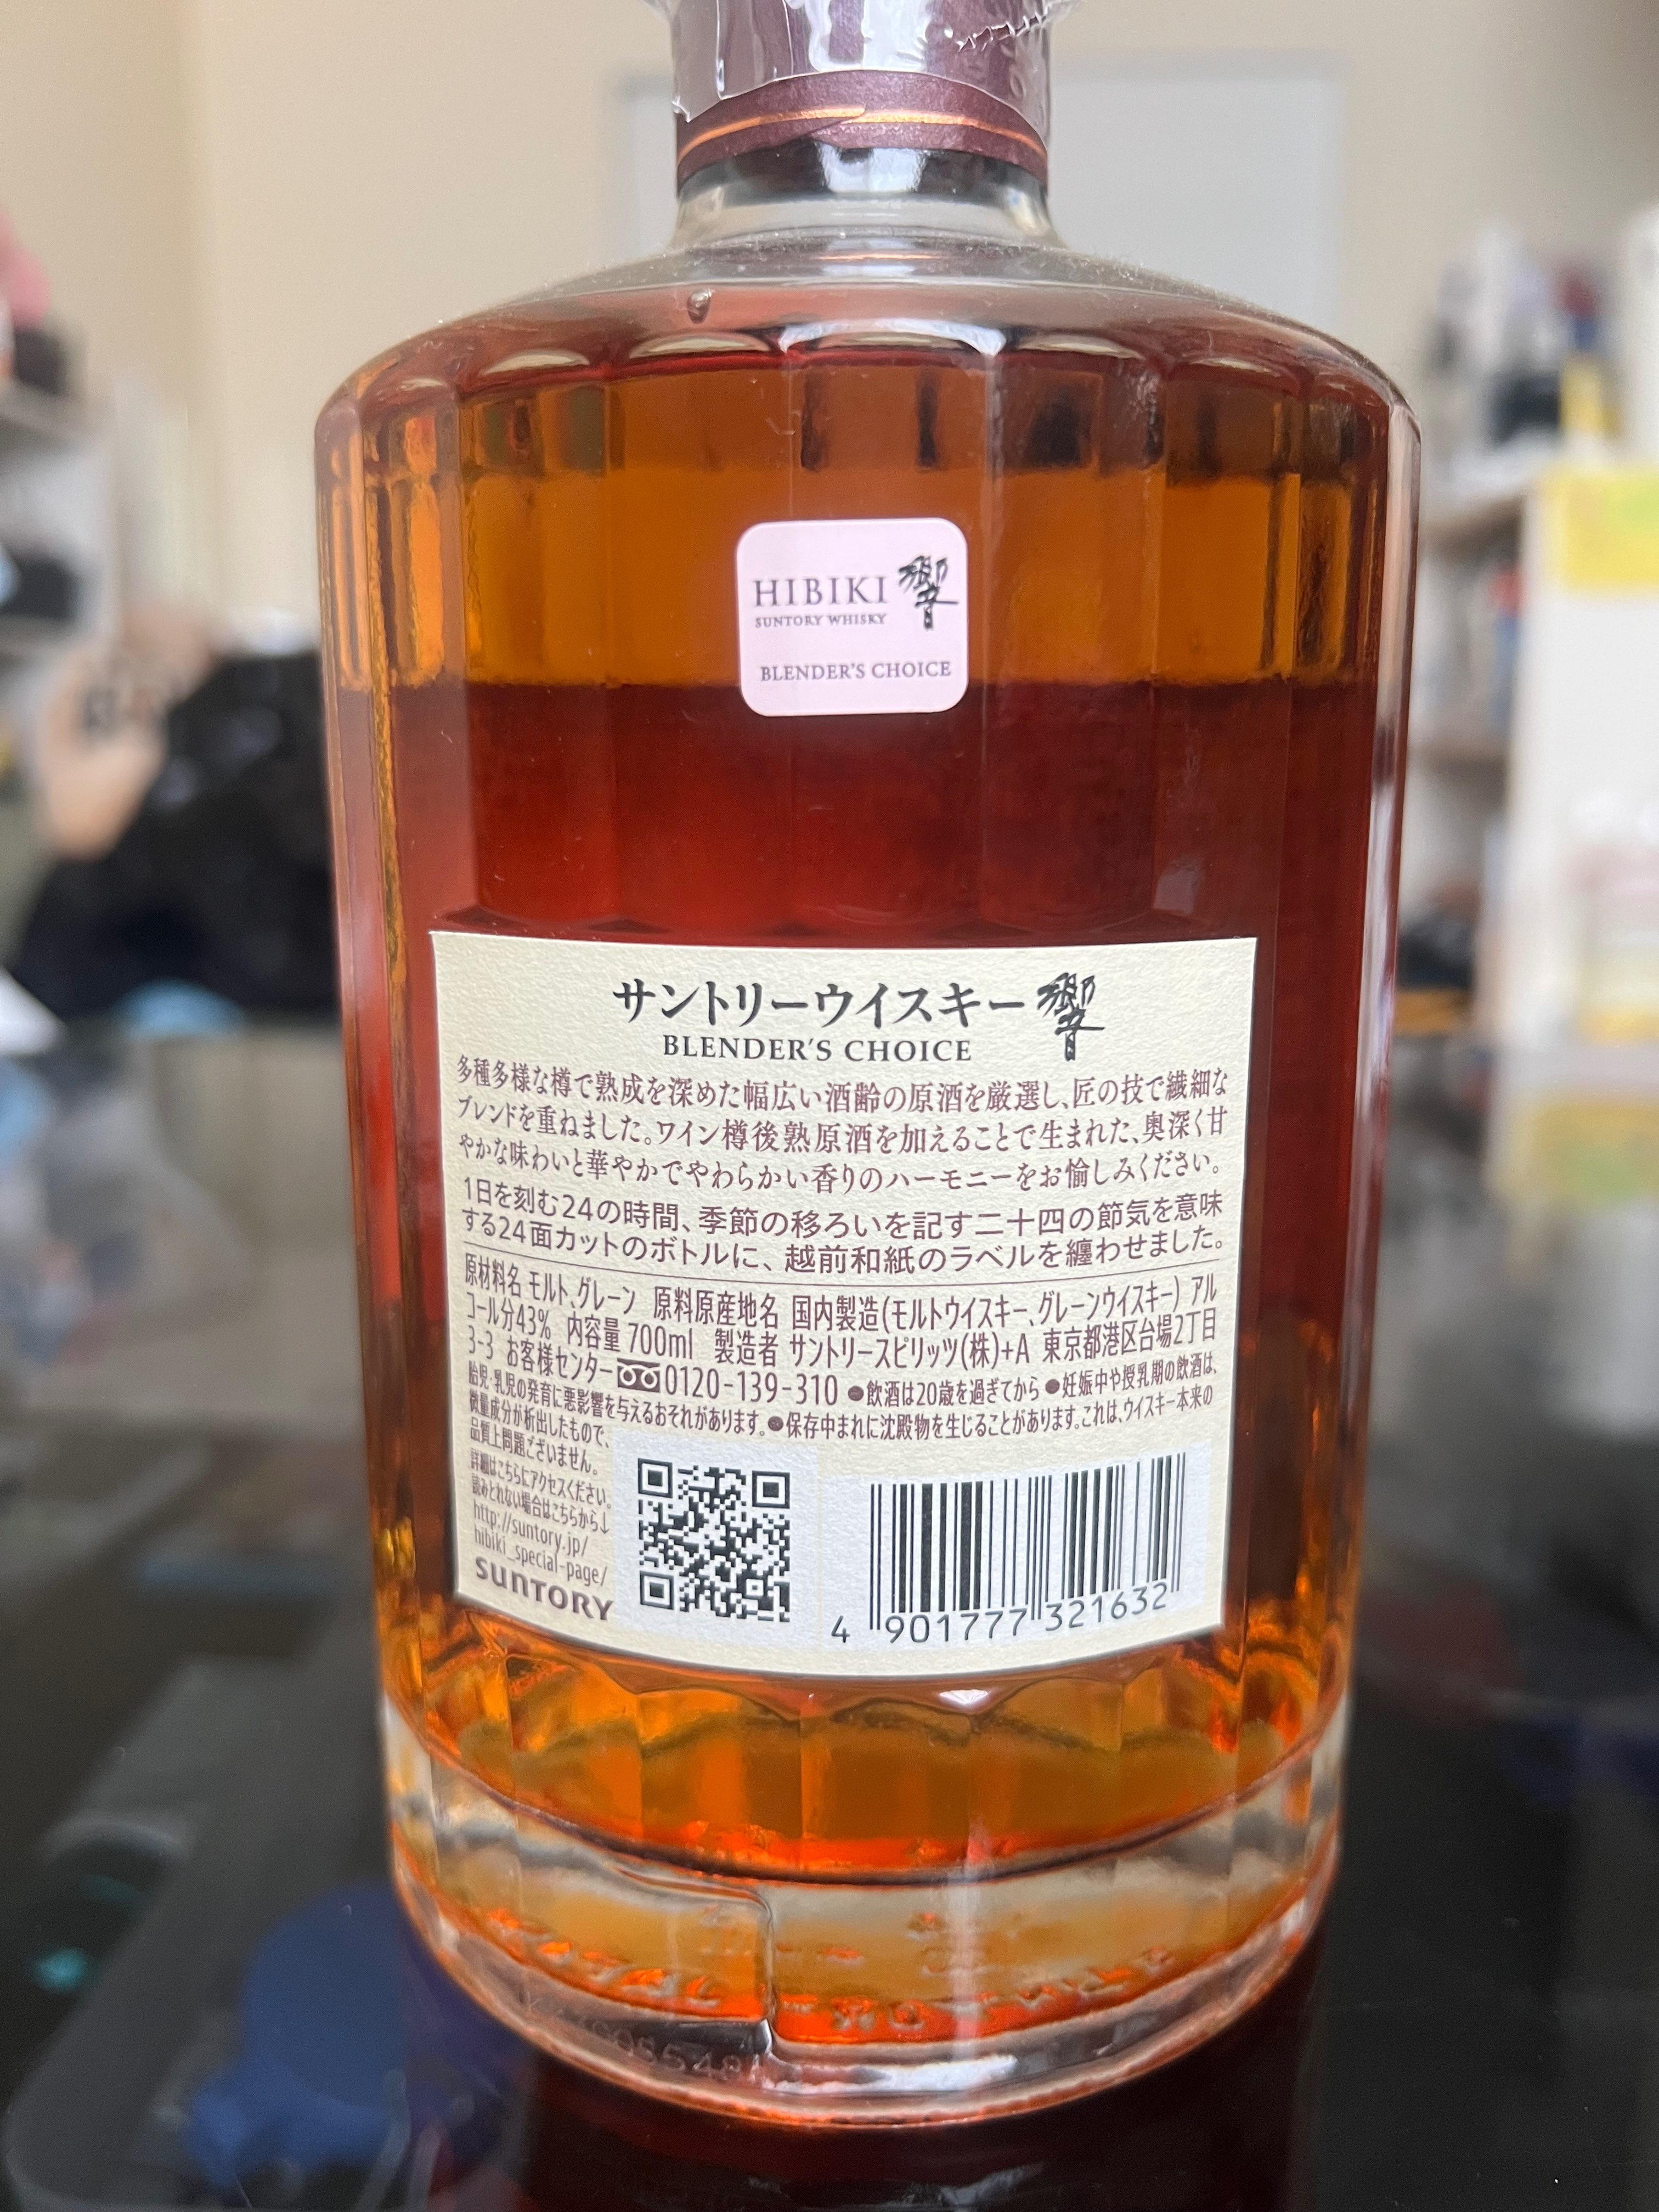 HIBIKI 響
SUNTORY WHISKY
BLENDER'S CHOICE
サントリーウイスキー 響
BLENDER'S CHOICE
多種多様な樽で熟成を深めた幅広い酒齢の原酒を厳選し、匠の技で繊細な
ブレンドを重ねました。ワイン樽後熟原酒を加えることで生まれた、奥深く甘
やかな味わいと華やかでやわらかい香りのハーモニーをお愉しみください。
1日を刻む24の時間、季節の移ろいを記す二十四の節気を意味
する24面カットのボトルに、越前和紙のラベルを纏わせました。
原材料名 モルト、グレーン 原料原産地名 国内製造(モルトウイスキー、グレーンウイスキー) アル
コール分43% 内容量 700ml 製造者 サントリースピリッツ(株)+A 東京都港区台場2丁目
3-3 お客様センター 0120-139-310 ●飲酒は20歳を過ぎてから ●妊娠中や授乳期の飲酒は、
胎児・乳児の発育に悪影響を与えるおそれがあります。●保存中まれに沈殿物を生じることがあります。これは、ウイスキー本来の
微量成分が析出したもので、
品質上問題ございません。
詳細はこちらにアクセスください。
読みとれない場合はこちらから↓
http://suntory.jp/
hibiki_special-page/
SUNTORY
4 901777 321632